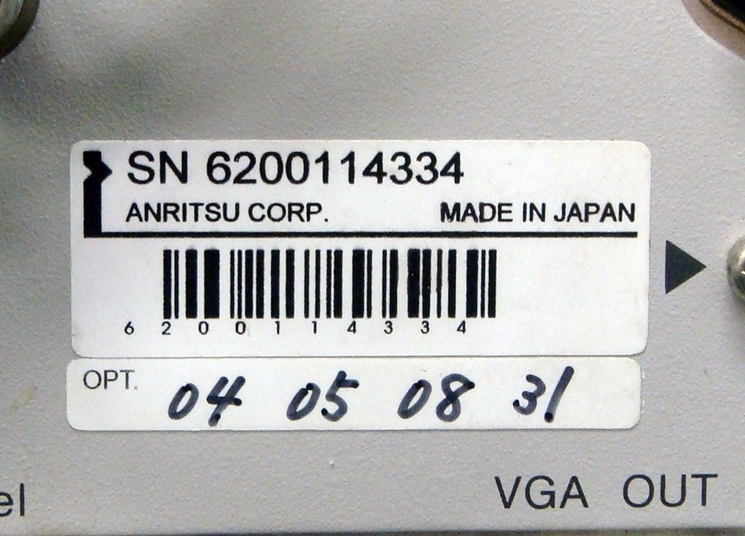 SN 6200114334
ANRITSU CORP. MADE IN JAPAN
6 2 0 0 1 1 4 3 3 4
OPT. 04 05 08 31
el VGA OUT